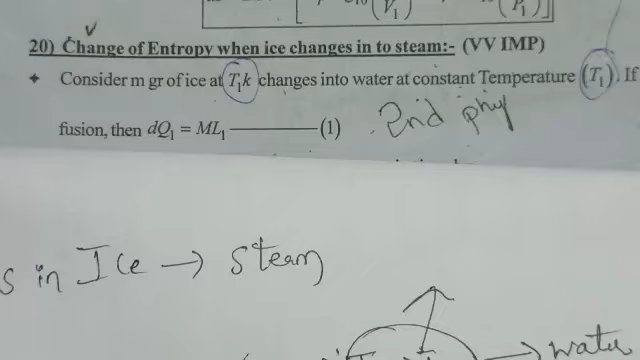 20) Change of Entropy when ice changes in to steam:- (VV IMP)
Consider m gr of ice at T₁k changes into water at constant Temperature (T₁). If
fusion, then dQ₁ = ML₁ ———— (1)
2nd phy
s in Ice → Steam
→ water